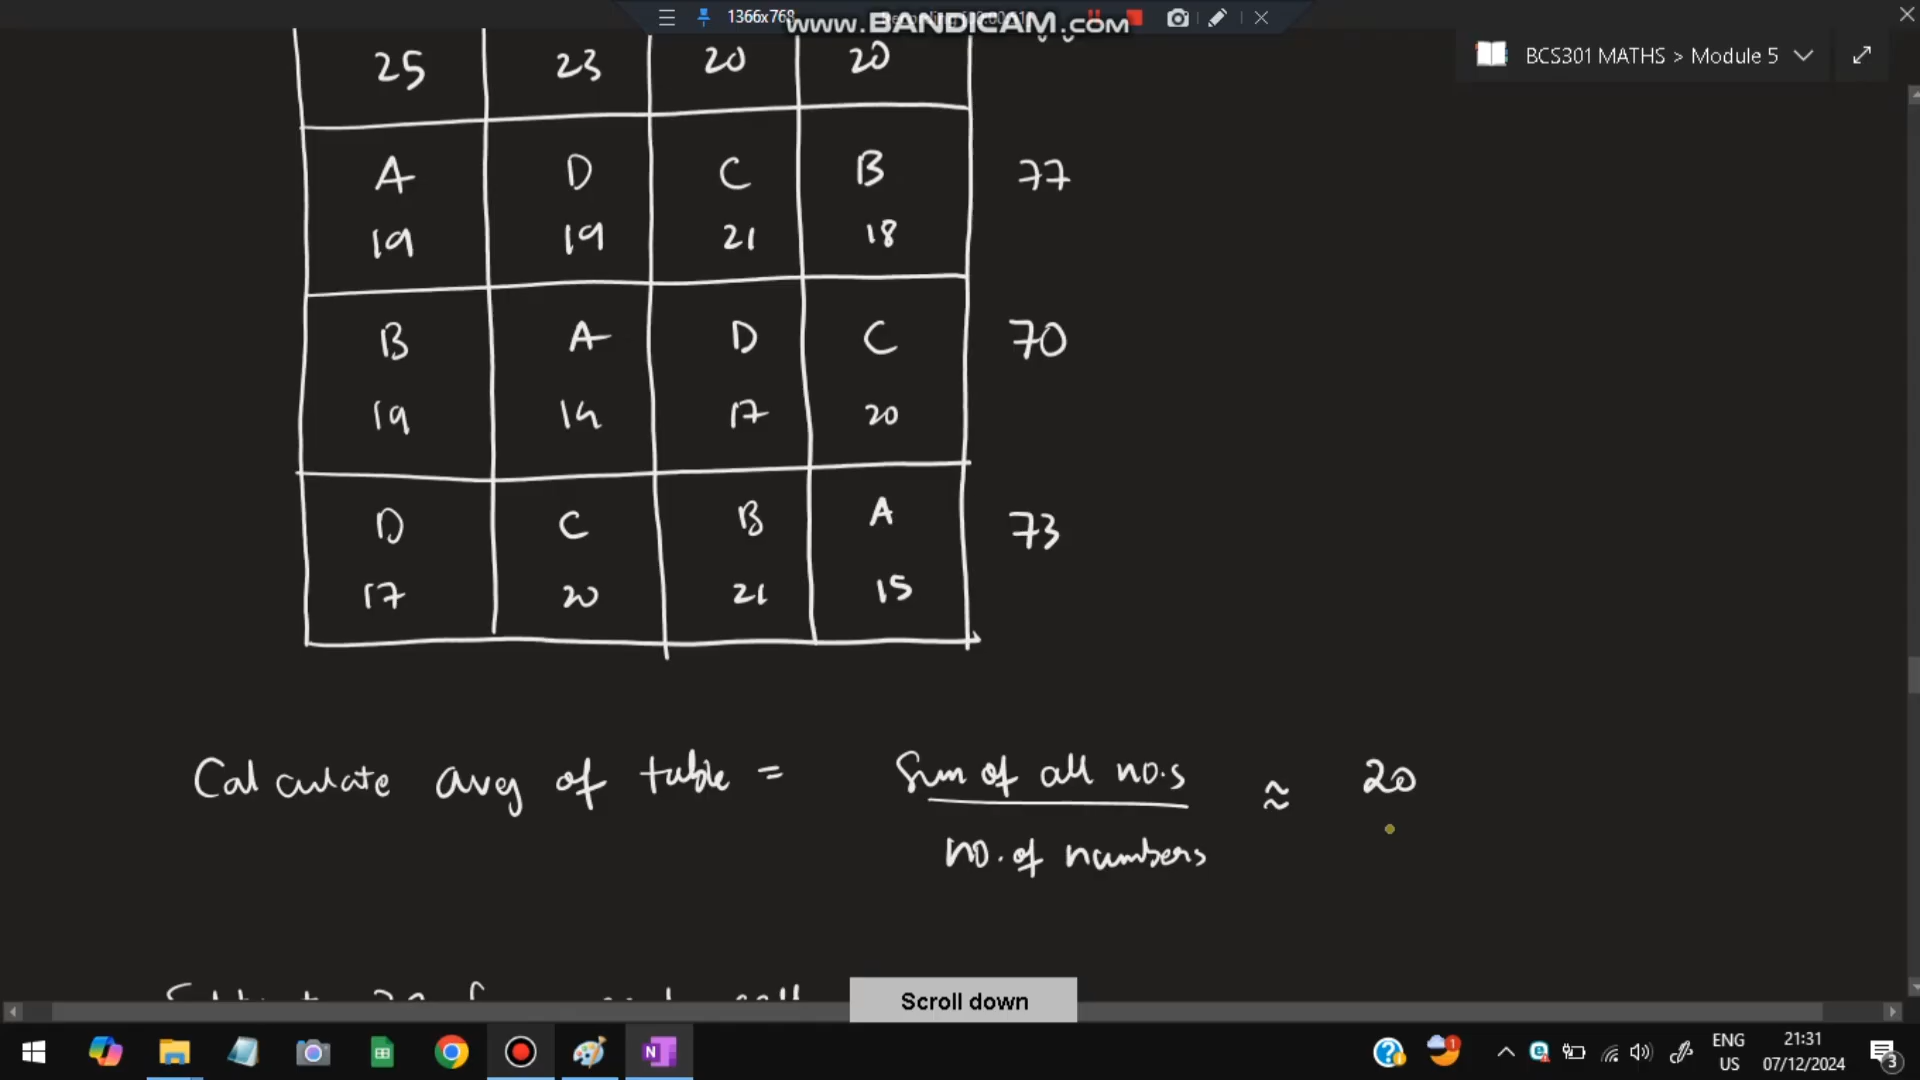 1366x768
www.BANDICAM.com
BCS301 MATHS > Module 5
25 23 20 20
A D C B 77
19 19 21 18
B A D C 70
19 14 17 20
D C B A 73
17 20 21 15
Calculate avg of table = Sum of all no.s ≈ 20
no. of numbers
Scroll down
ENG 21:31
US 07/12/2024
3